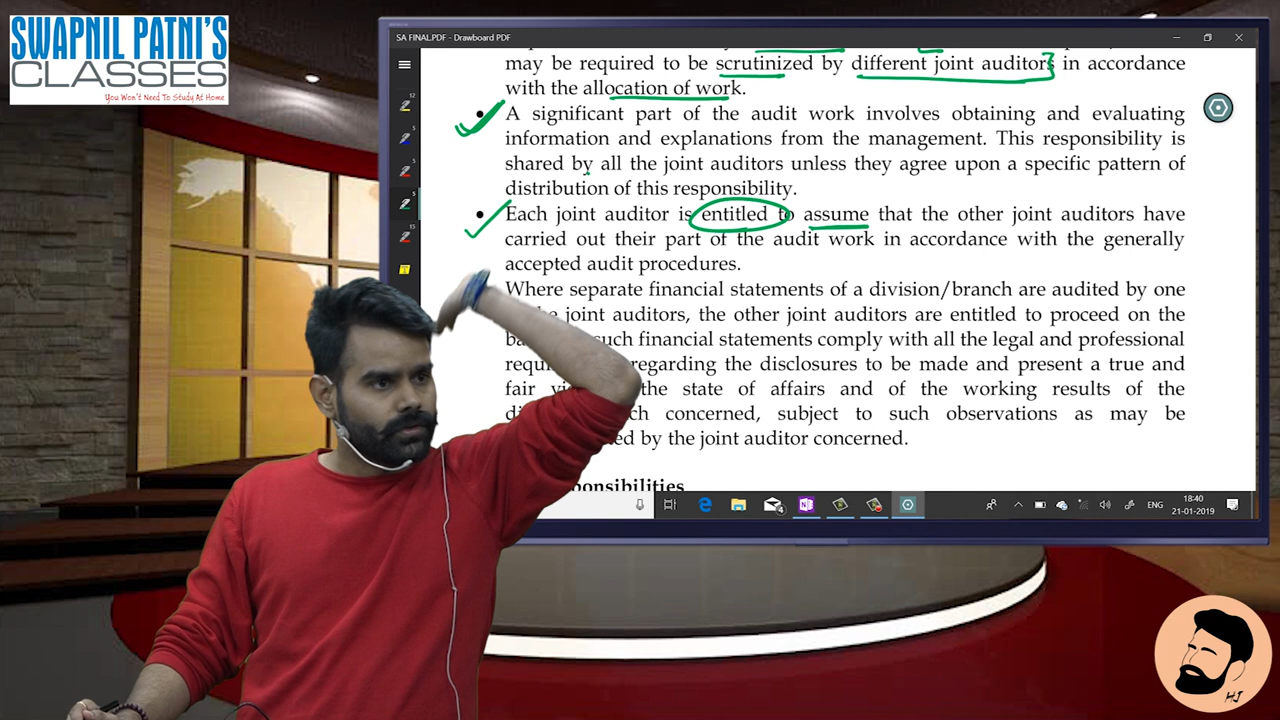 SWAPNIL PATNI'S
CLASSES
You Won't Need To Study At Home
SA FINAL.PDF - Drawboard PDF
may be required to be scrutinized by different joint auditors in accordance
with the allocation of work.
• A significant part of the audit work involves obtaining and evaluating
information and explanations from the management. This responsibility is
shared by all the joint auditors unless they agree upon a specific pattern of
distribution of this responsibility.
• Each joint auditor is entitled to assume that the other joint auditors have
carried out their part of the audit work in accordance with the generally
accepted audit procedures.
Where separate financial statements of a division/branch are audited by one
joint auditors, the other joint auditors are entitled to proceed on the
such financial statements comply with all the legal and professional
regarding the disclosures to be made and present a true and
fair the state of affairs and of the working results of the
concerned, subject to such observations as may be
by the joint auditor concerned.
ENG
18:40
21-01-2019
HJ